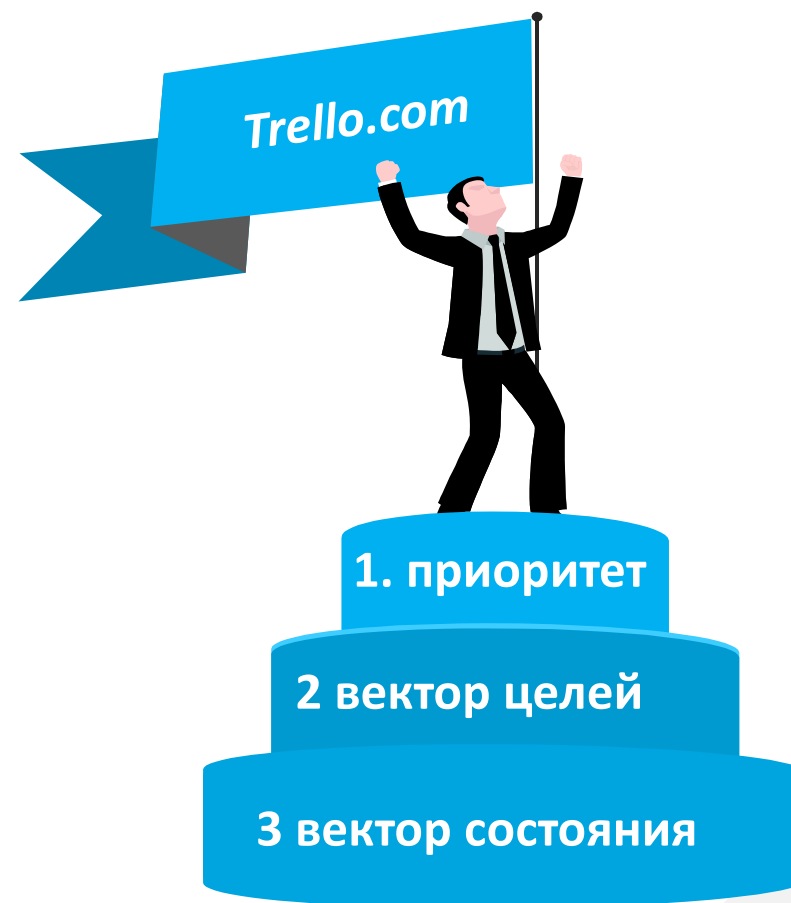 Trello.com
1. приоритет
2 вектор целей
3 вектор состояния